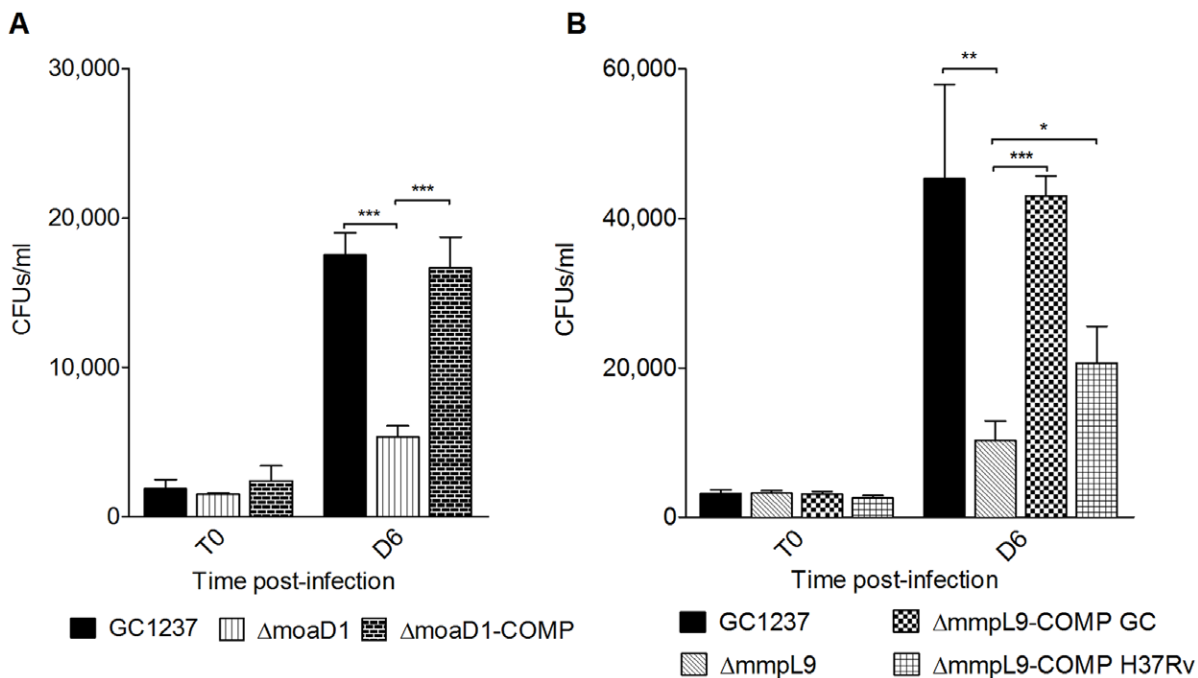 A
30,000
20,000
10,000
0
CFUs/ml
***
***
T0
D6
Time post-infection
GC1237
ΔmoaD1
ΔmoaD1-COMP
B
60,000
40,000
20,000
0
CFUs/ml
**
*
***
T0
D6
Time post-infection
GC1237
ΔmmpL9-COMP GC
ΔmmpL9
ΔmmpL9-COMP H37Rv